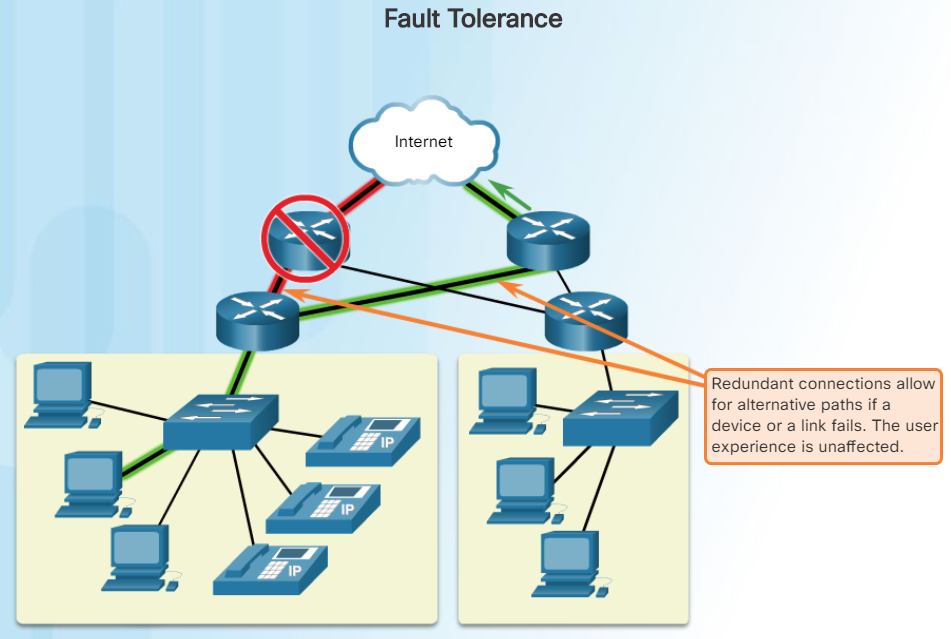 Fault Tolerance
Internet
Redundant connections allow
for alternative paths if a
device or a link fails. The user
experience is unaffected.
IP
IP
IP